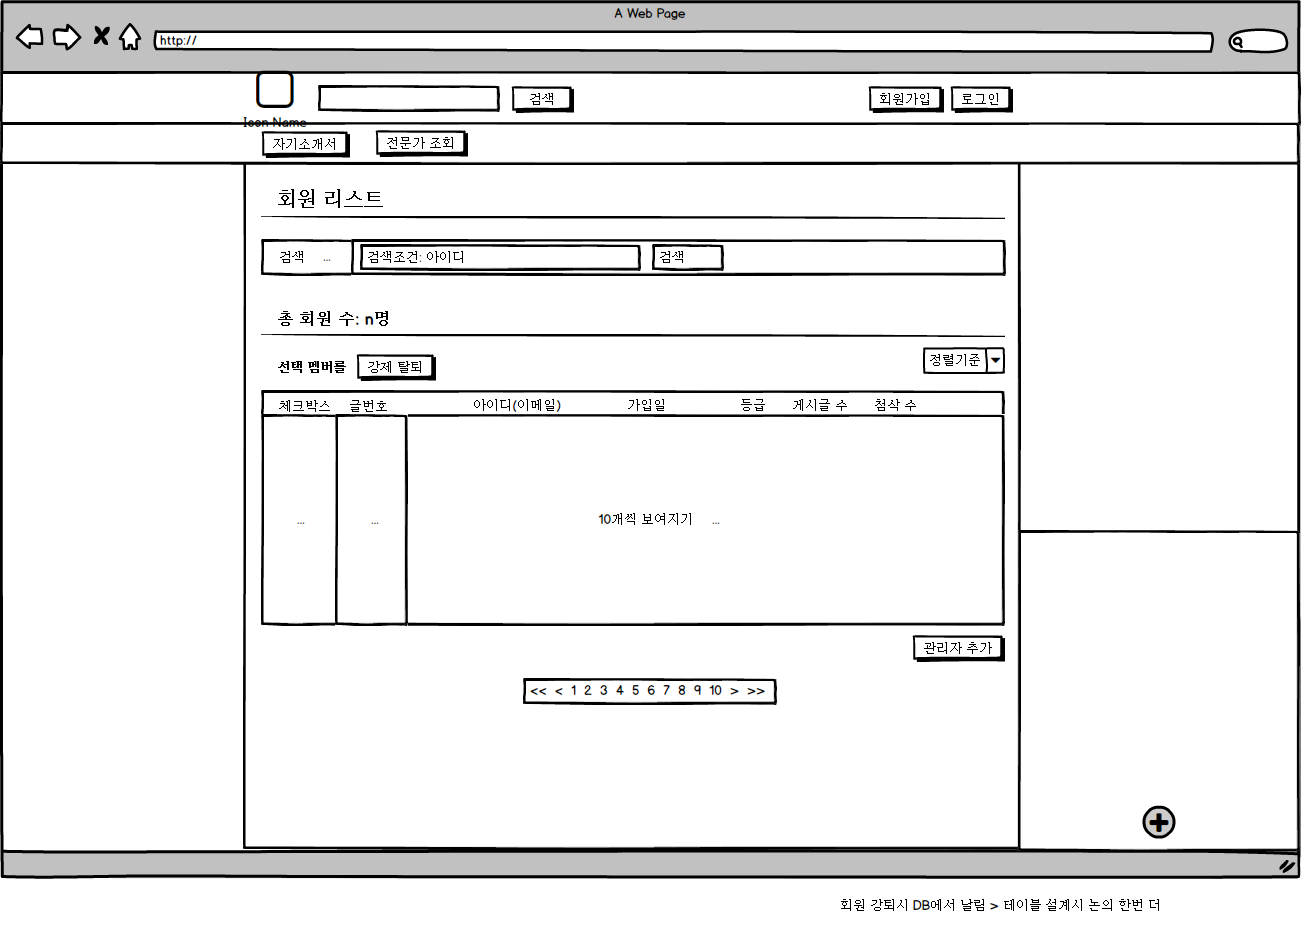 A Web Page
http://
Icon Name
검색
회원가입
로그인
자기소개서
전문가 조회
회원 리스트
검색 ...
검색조건: 아이디
검색
총 회원 수: n명
선택 멤버를
강제 탈퇴
정렬기준
체크박스 글번호 아이디(이메일) 가입일 등급 게시글 수 첨삭 수
... ... 10개씩 보여지기 ...
관리자 추가
<< < 1 2 3 4 5 6 7 8 9 10 > >>
회원 강퇴시 DB에서 날림 > 테이블 설계시 논의 한번 더